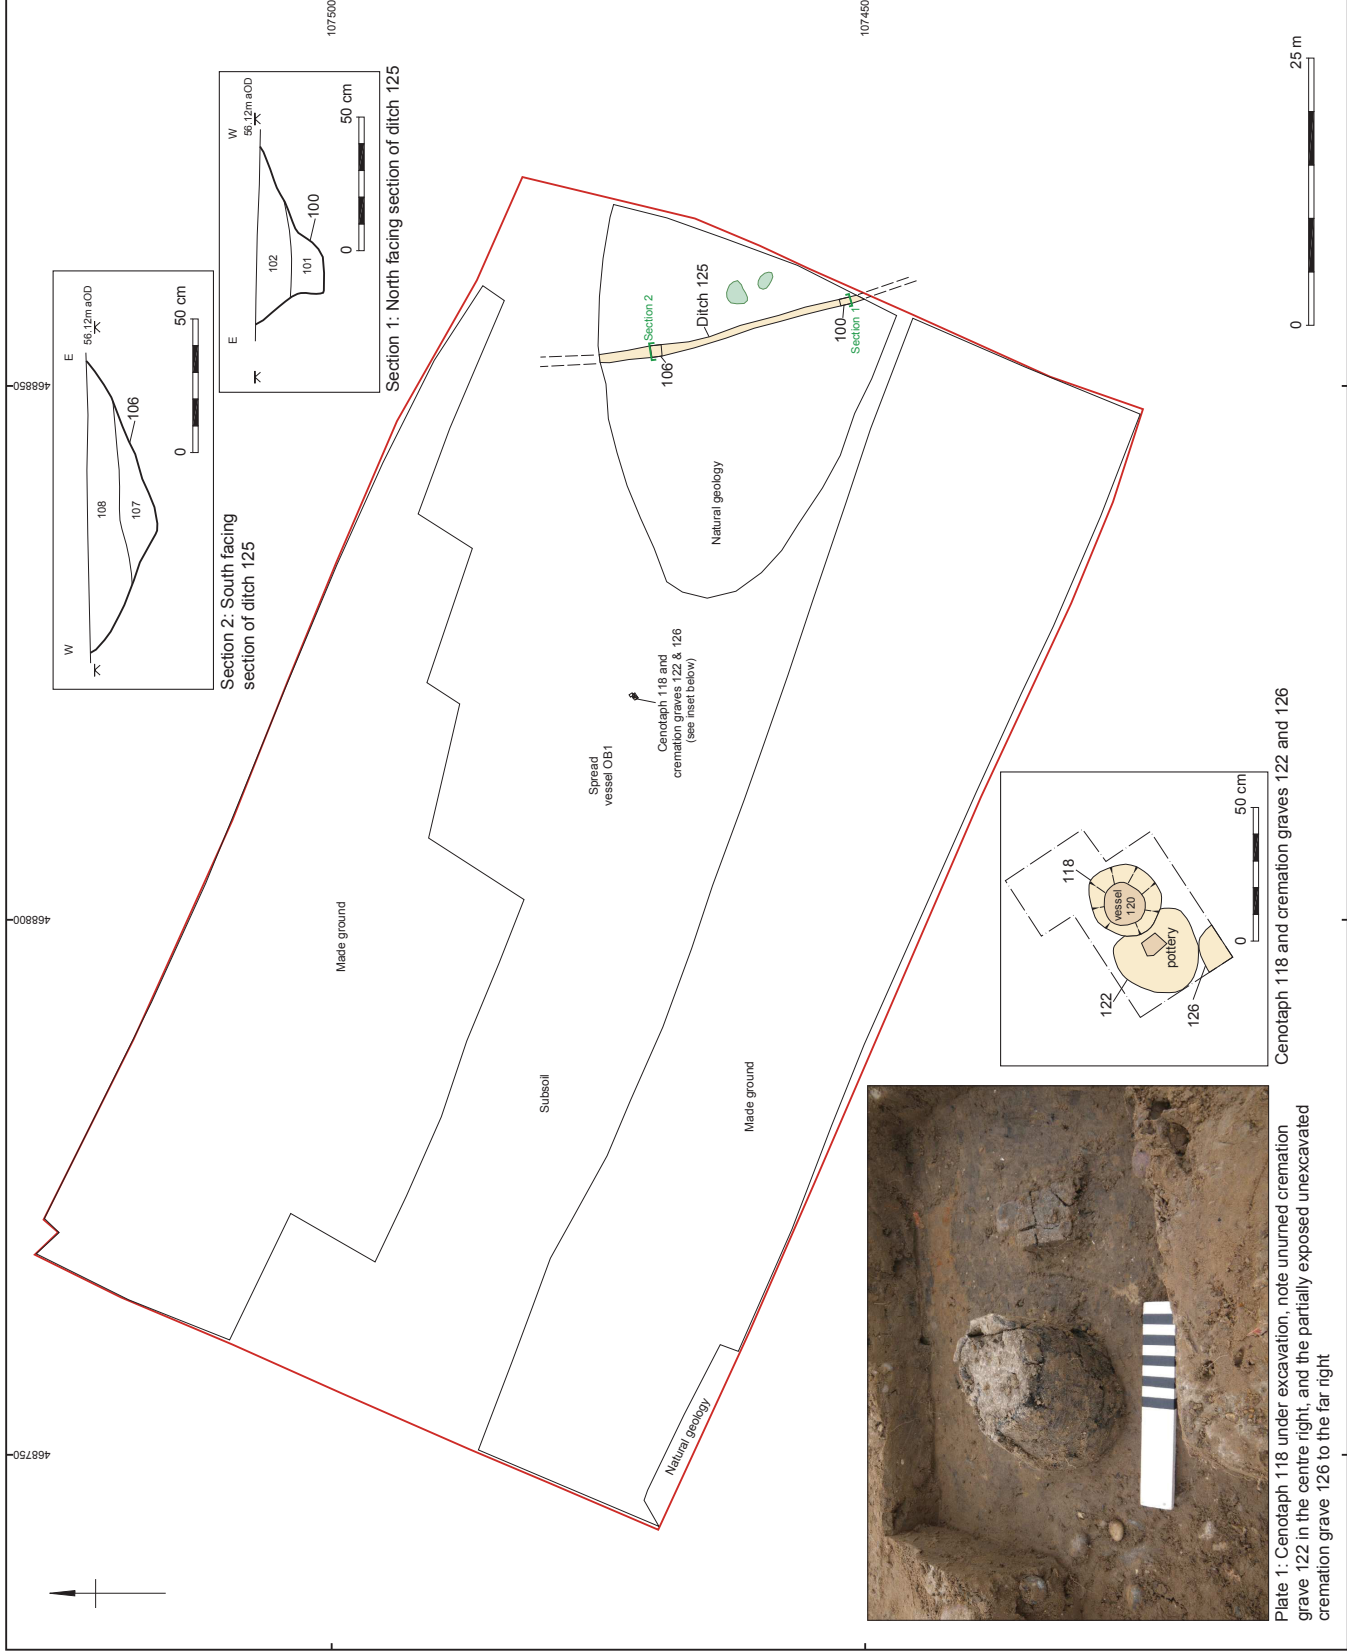 107500
107450
468850
468800
468750
W
E
56.12m aOD
108
107
106
0
50 cm
Section 2: South facing
section of ditch 125
E
W
56.12m aOD
102
101
100
0
50 cm
Section 1: North facing section of ditch 125
Made ground
Subsoil
Made ground
Natural geology
Natural geology
Spread
vessel OB1
Cenotaph 118 and
cremation graves 122 & 126
(see inset below)
Section 2
106
Ditch 125
100
Section 1
0
25 m
118
vessel
120
pottery
122
126
0
50 cm
Cenotaph 118 and cremation graves 122 and 126
Plate 1: Cenotaph 118 under excavation, note unurned cremation
grave 122 in the centre right, and the partially exposed unexcavated
cremation grave 126 to the far right